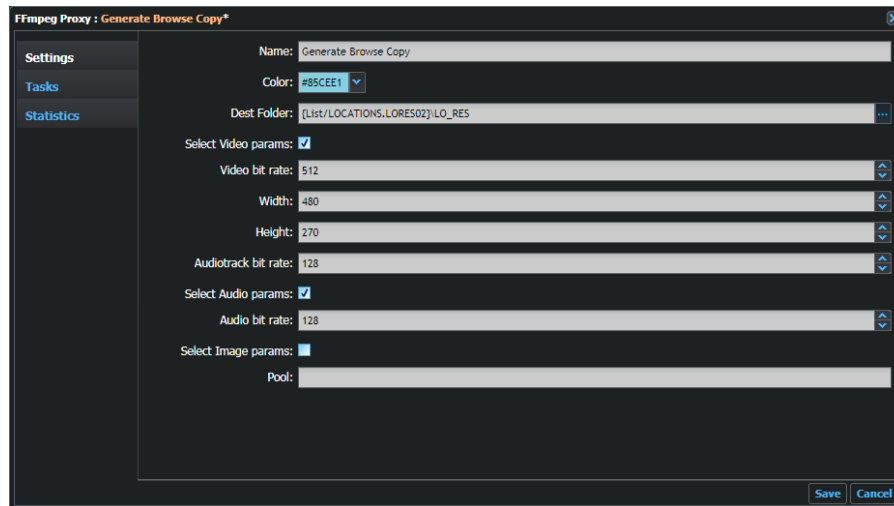 FFmpeg Proxy : Generate Browse Copy*
Settings
Tasks
Statistics
Name: Generate Browse Copy
Color: #85CEE1
Dest Folder: {List/LOCATIONS.LORES02}\LO_RES
Select Video params:
Video bit rate: 512
Width: 480
Height: 270
Audiotrack bit rate: 128
Select Audio params:
Audio bit rate: 128
Select Image params:
Pool:
Save Cancel